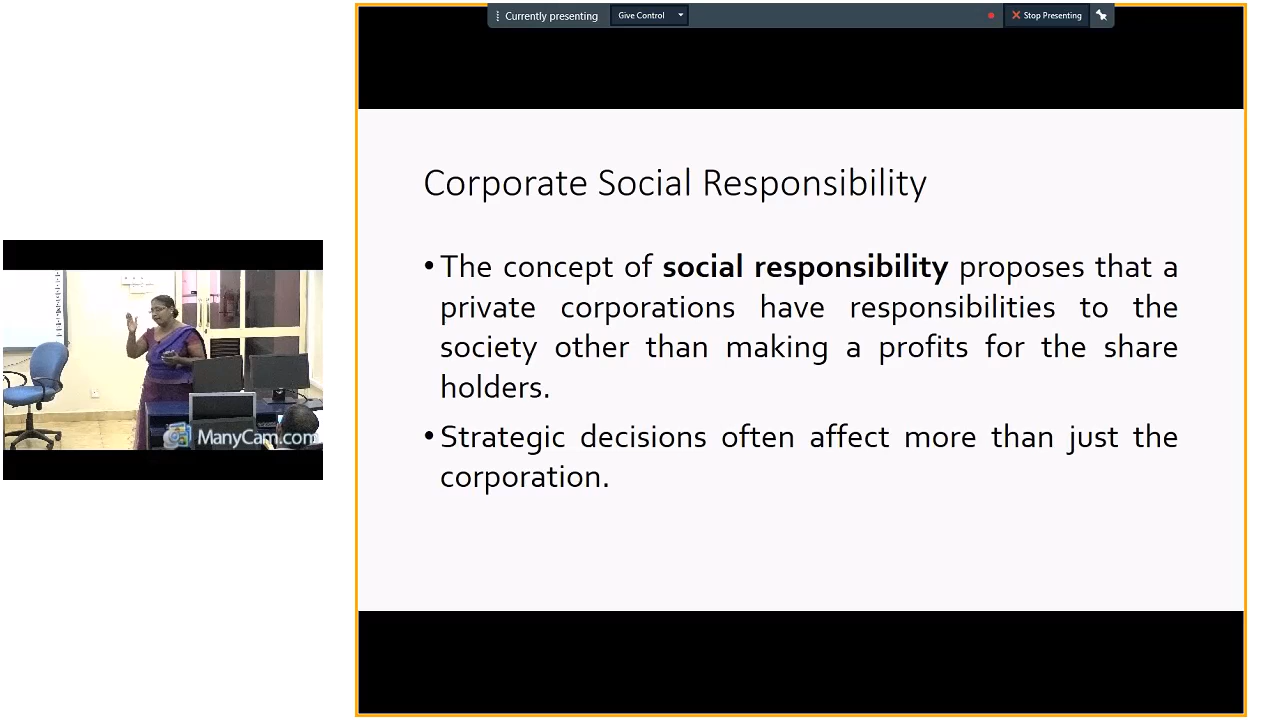 Currently presenting
Give Control
Stop Presenting
Corporate Social Responsibility
•The concept of social responsibility proposes that a
private corporations have responsibilities to the
society other than making a profits for the share
holders.
•Strategic decisions often affect more than just the
corporation.
ManyCam.com